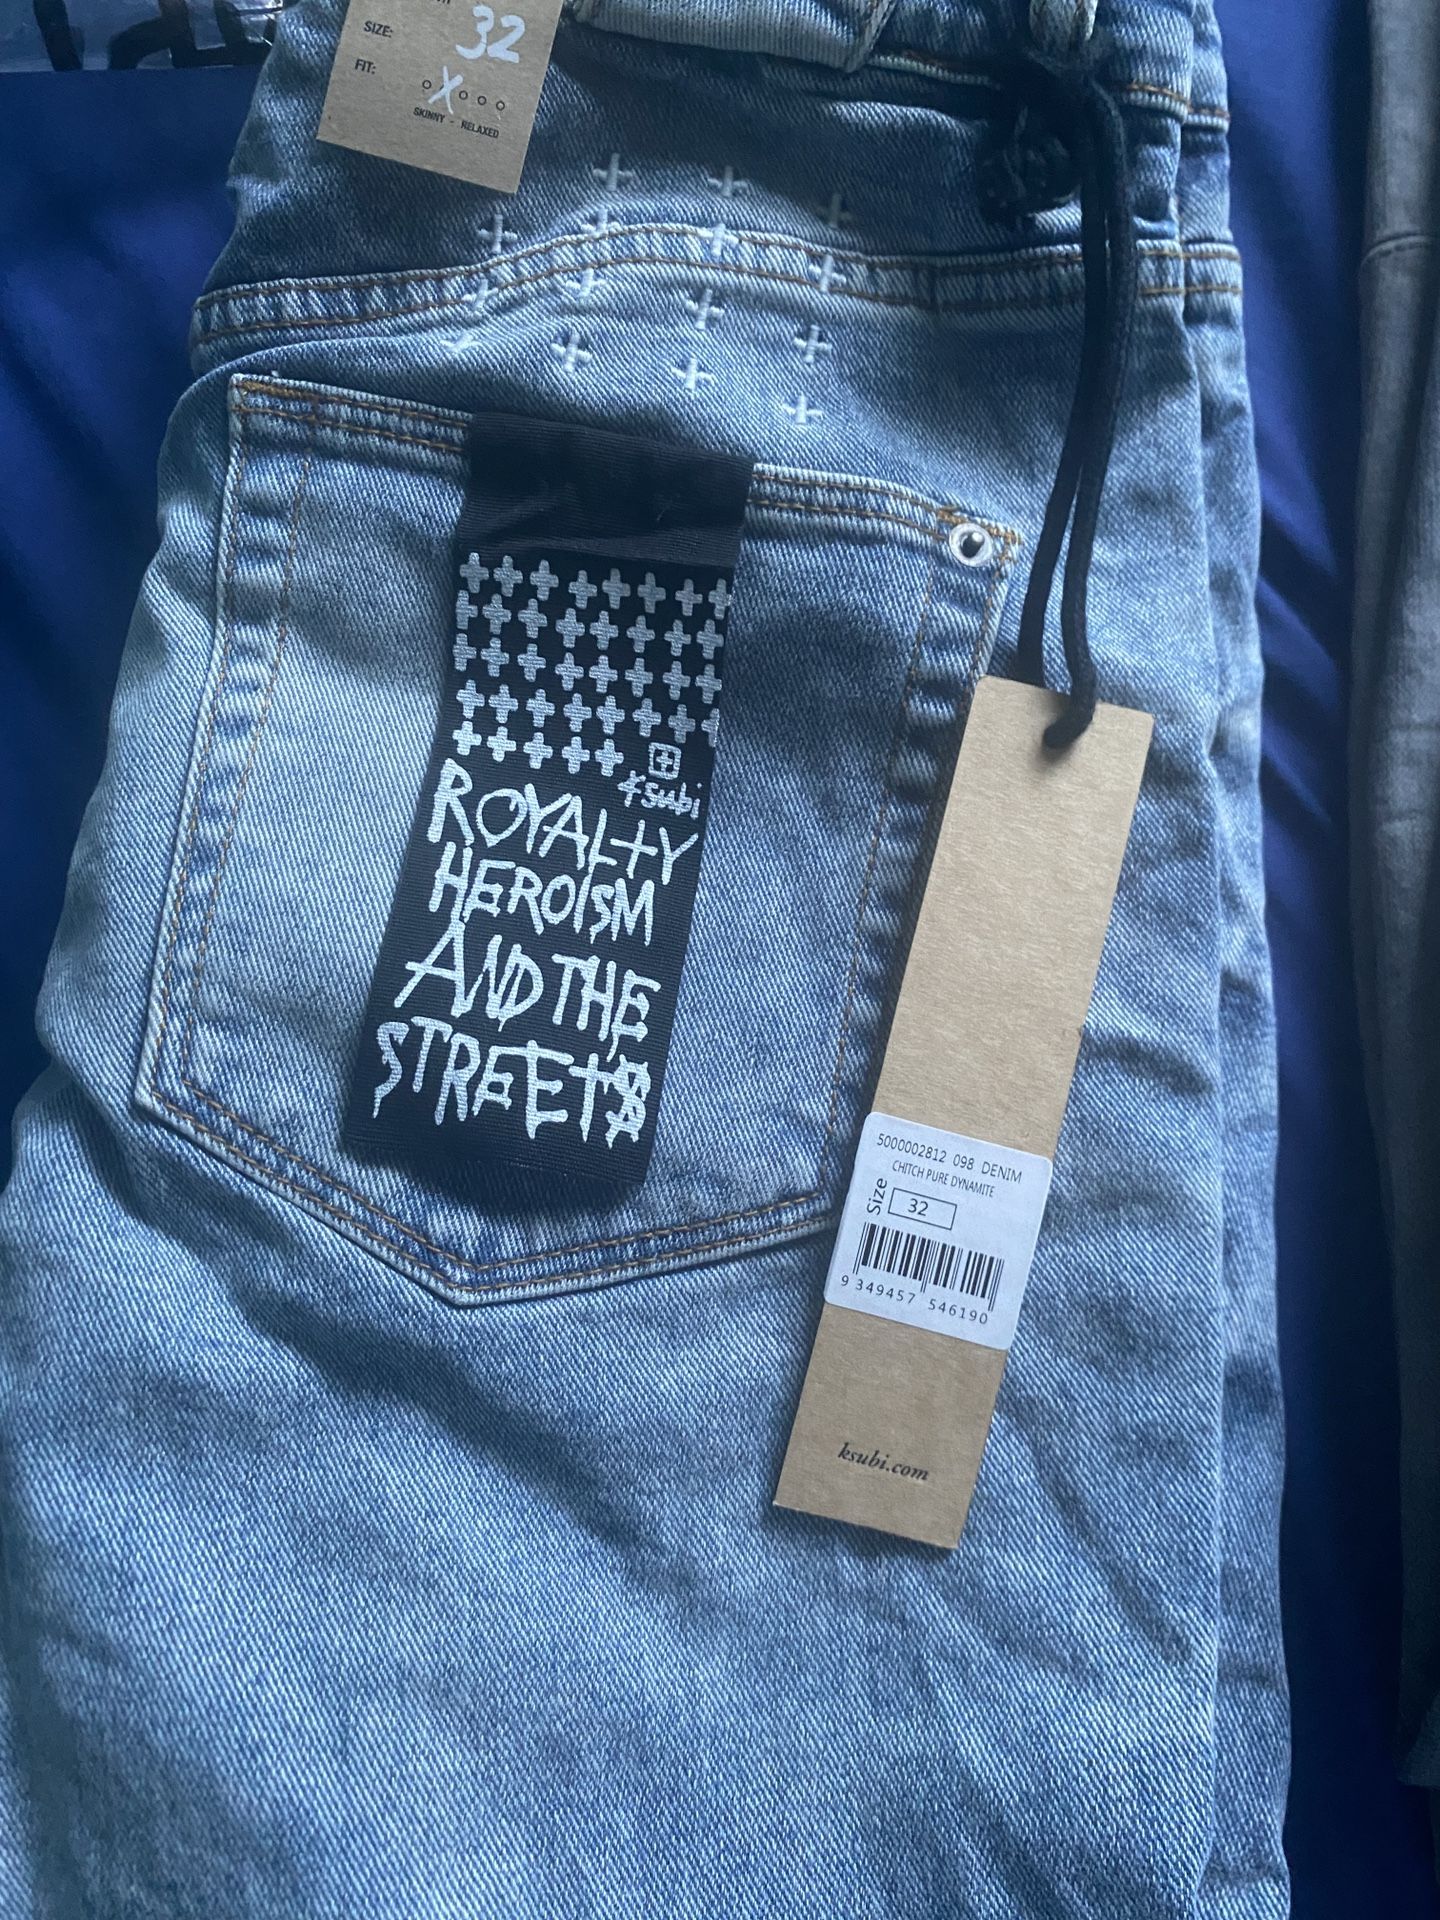 SIZE: 32
FIT: X
SKINNY - RELAXED
ksubi
ROYALTY
HEROISM
AND THE
STREET$
5000002812 098 DENIM
CHITCH PURE DYNAMITE
Size 32
9 349457 546190
ksubi.com